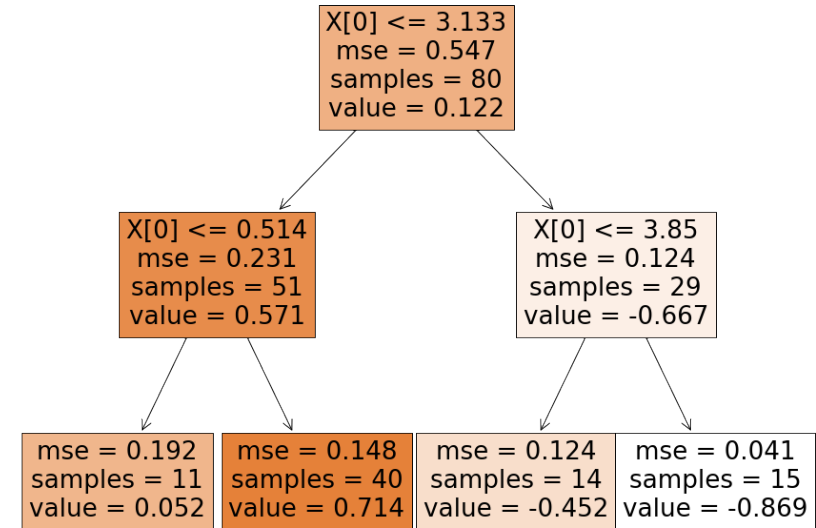 X[0] <= 3.133
mse = 0.547
samples = 80
value = 0.122
X[0] <= 0.514
mse = 0.231
samples = 51
value = 0.571
X[0] <= 3.85
mse = 0.124
samples = 29
value = -0.667
mse = 0.192
samples = 11
value = 0.052
mse = 0.148
samples = 40
value = 0.714
mse = 0.124
samples = 14
value = -0.452
mse = 0.041
samples = 15
value = -0.869